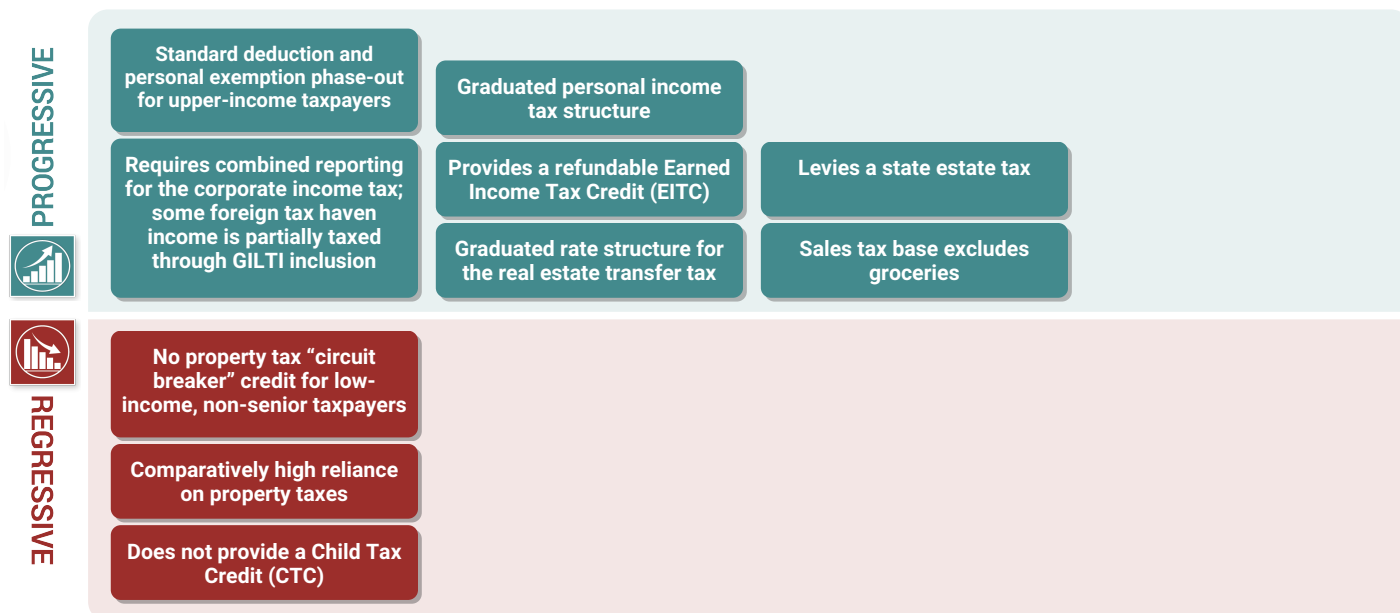 PROGRESSIVE
Standard deduction and
personal exemption phase-out
for upper-income taxpayers
Requires combined reporting
for the corporate income tax;
some foreign tax haven
income is partially taxed
through GILTI inclusion
Graduated personal income
tax structure
Provides a refundable Earned
Income Tax Credit (EITC)
Graduated rate structure for
the real estate transfer tax
Levies a state estate tax
Sales tax base excludes
groceries
REGRESSIVE
No property tax “circuit
breaker” credit for low-
income, non-senior taxpayers
Comparatively high reliance
on property taxes
Does not provide a Child Tax
Credit (CTC)